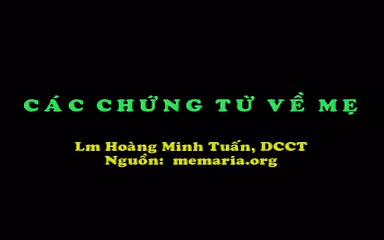 CÁC CHỨNG TỪ VỀ MẸ
Lm Hoàng Minh Tuấn, DCCT
Nguồn: memaria.org